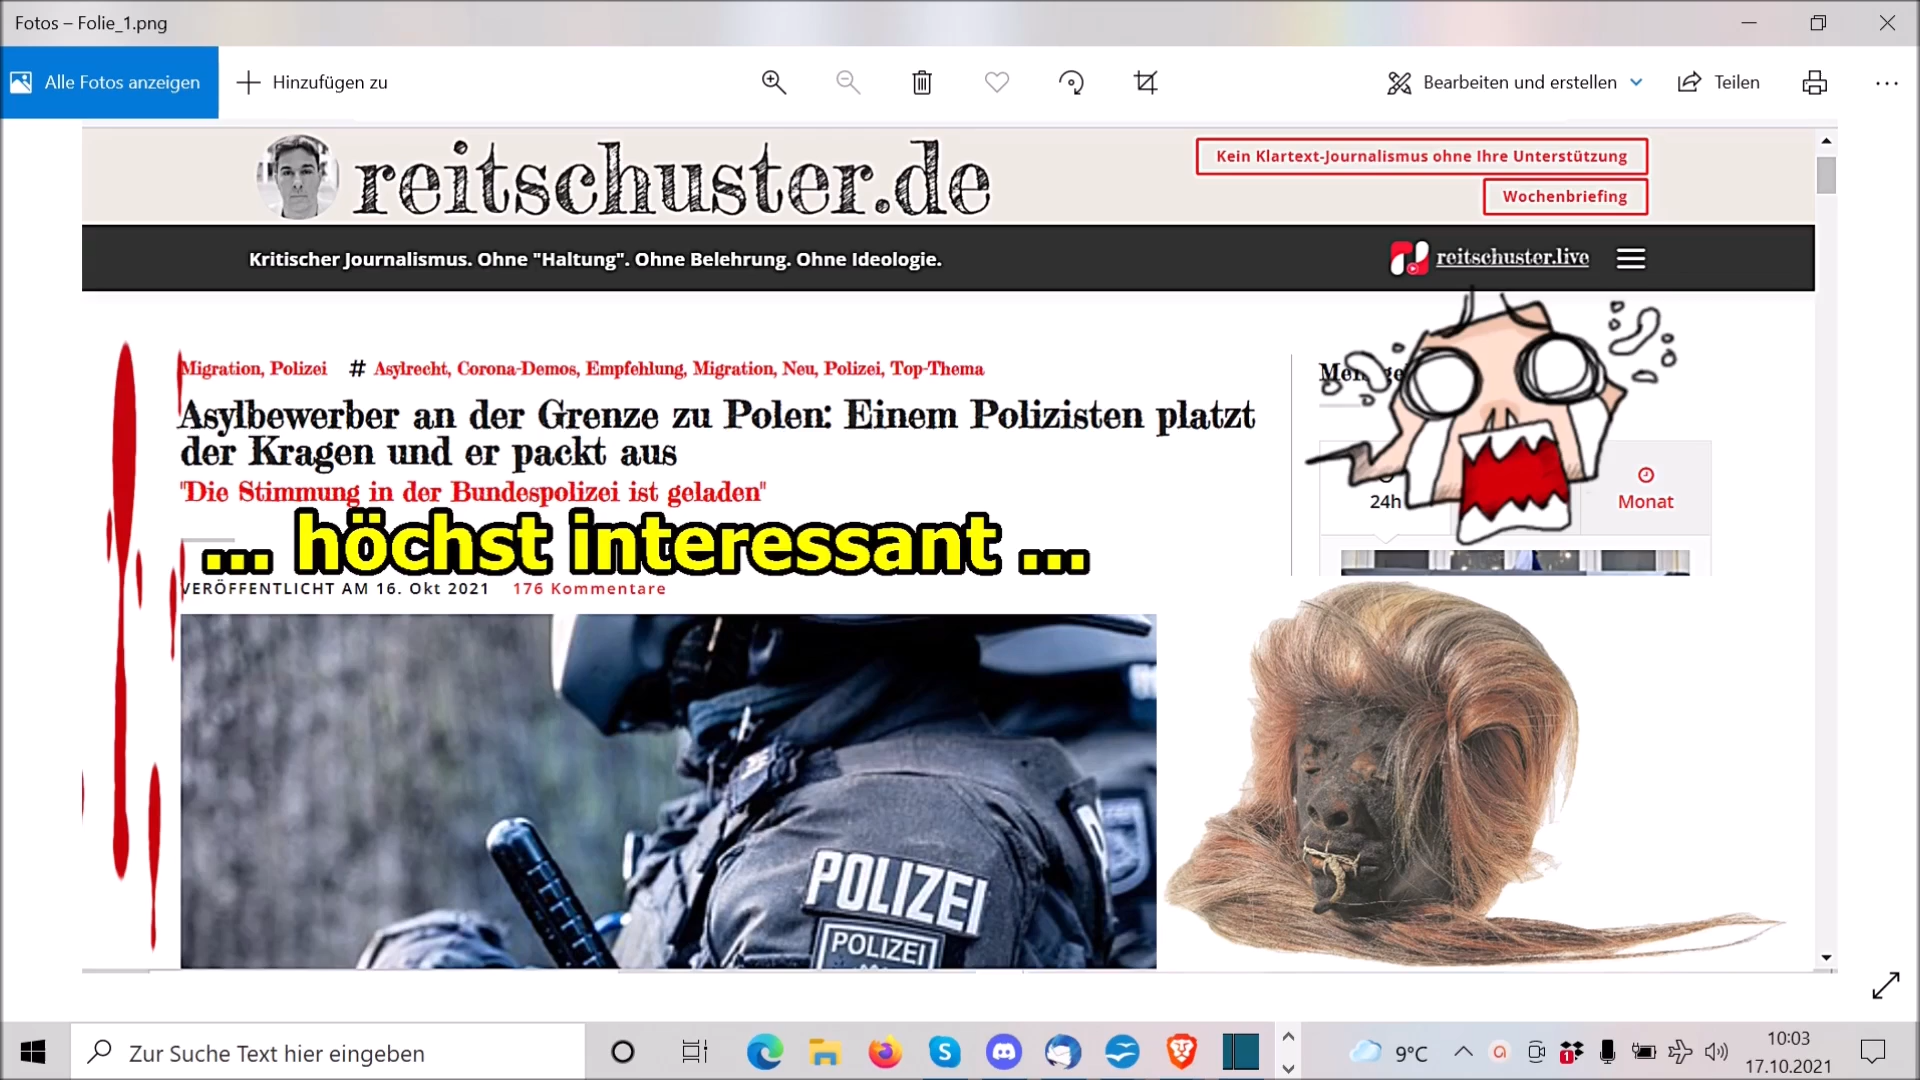 Fotos – Folie_1.png
Alle Fotos anzeigen
Hinzufügen zu
Bearbeiten und erstellen
Teilen
reitschuster.de
Kein Klartext-Journalismus ohne Ihre Unterstützung
Wochenbriefing
Kritischer Journalismus. Ohne "Haltung". Ohne Belehrung. Ohne Ideologie.
reitschuster.live
Migration, Polizei # Asylrecht, Corona-Demos, Empfehlung, Migration, Neu, Polizei, Top-Thema
Asylbewerber an der Grenze zu Polen: Einem Polizisten platzt
der Kragen und er packt aus
"Die Stimmung in der Bundespolizei ist geladen"
24h
Monat
... höchst interessant ...
VERÖFFENTLICHT AM 16. Okt 2021 176 Kommentare
POLIZEI
POLIZEI
Zur Suche Text hier eingeben
9°C
1
10:03
17.10.2021